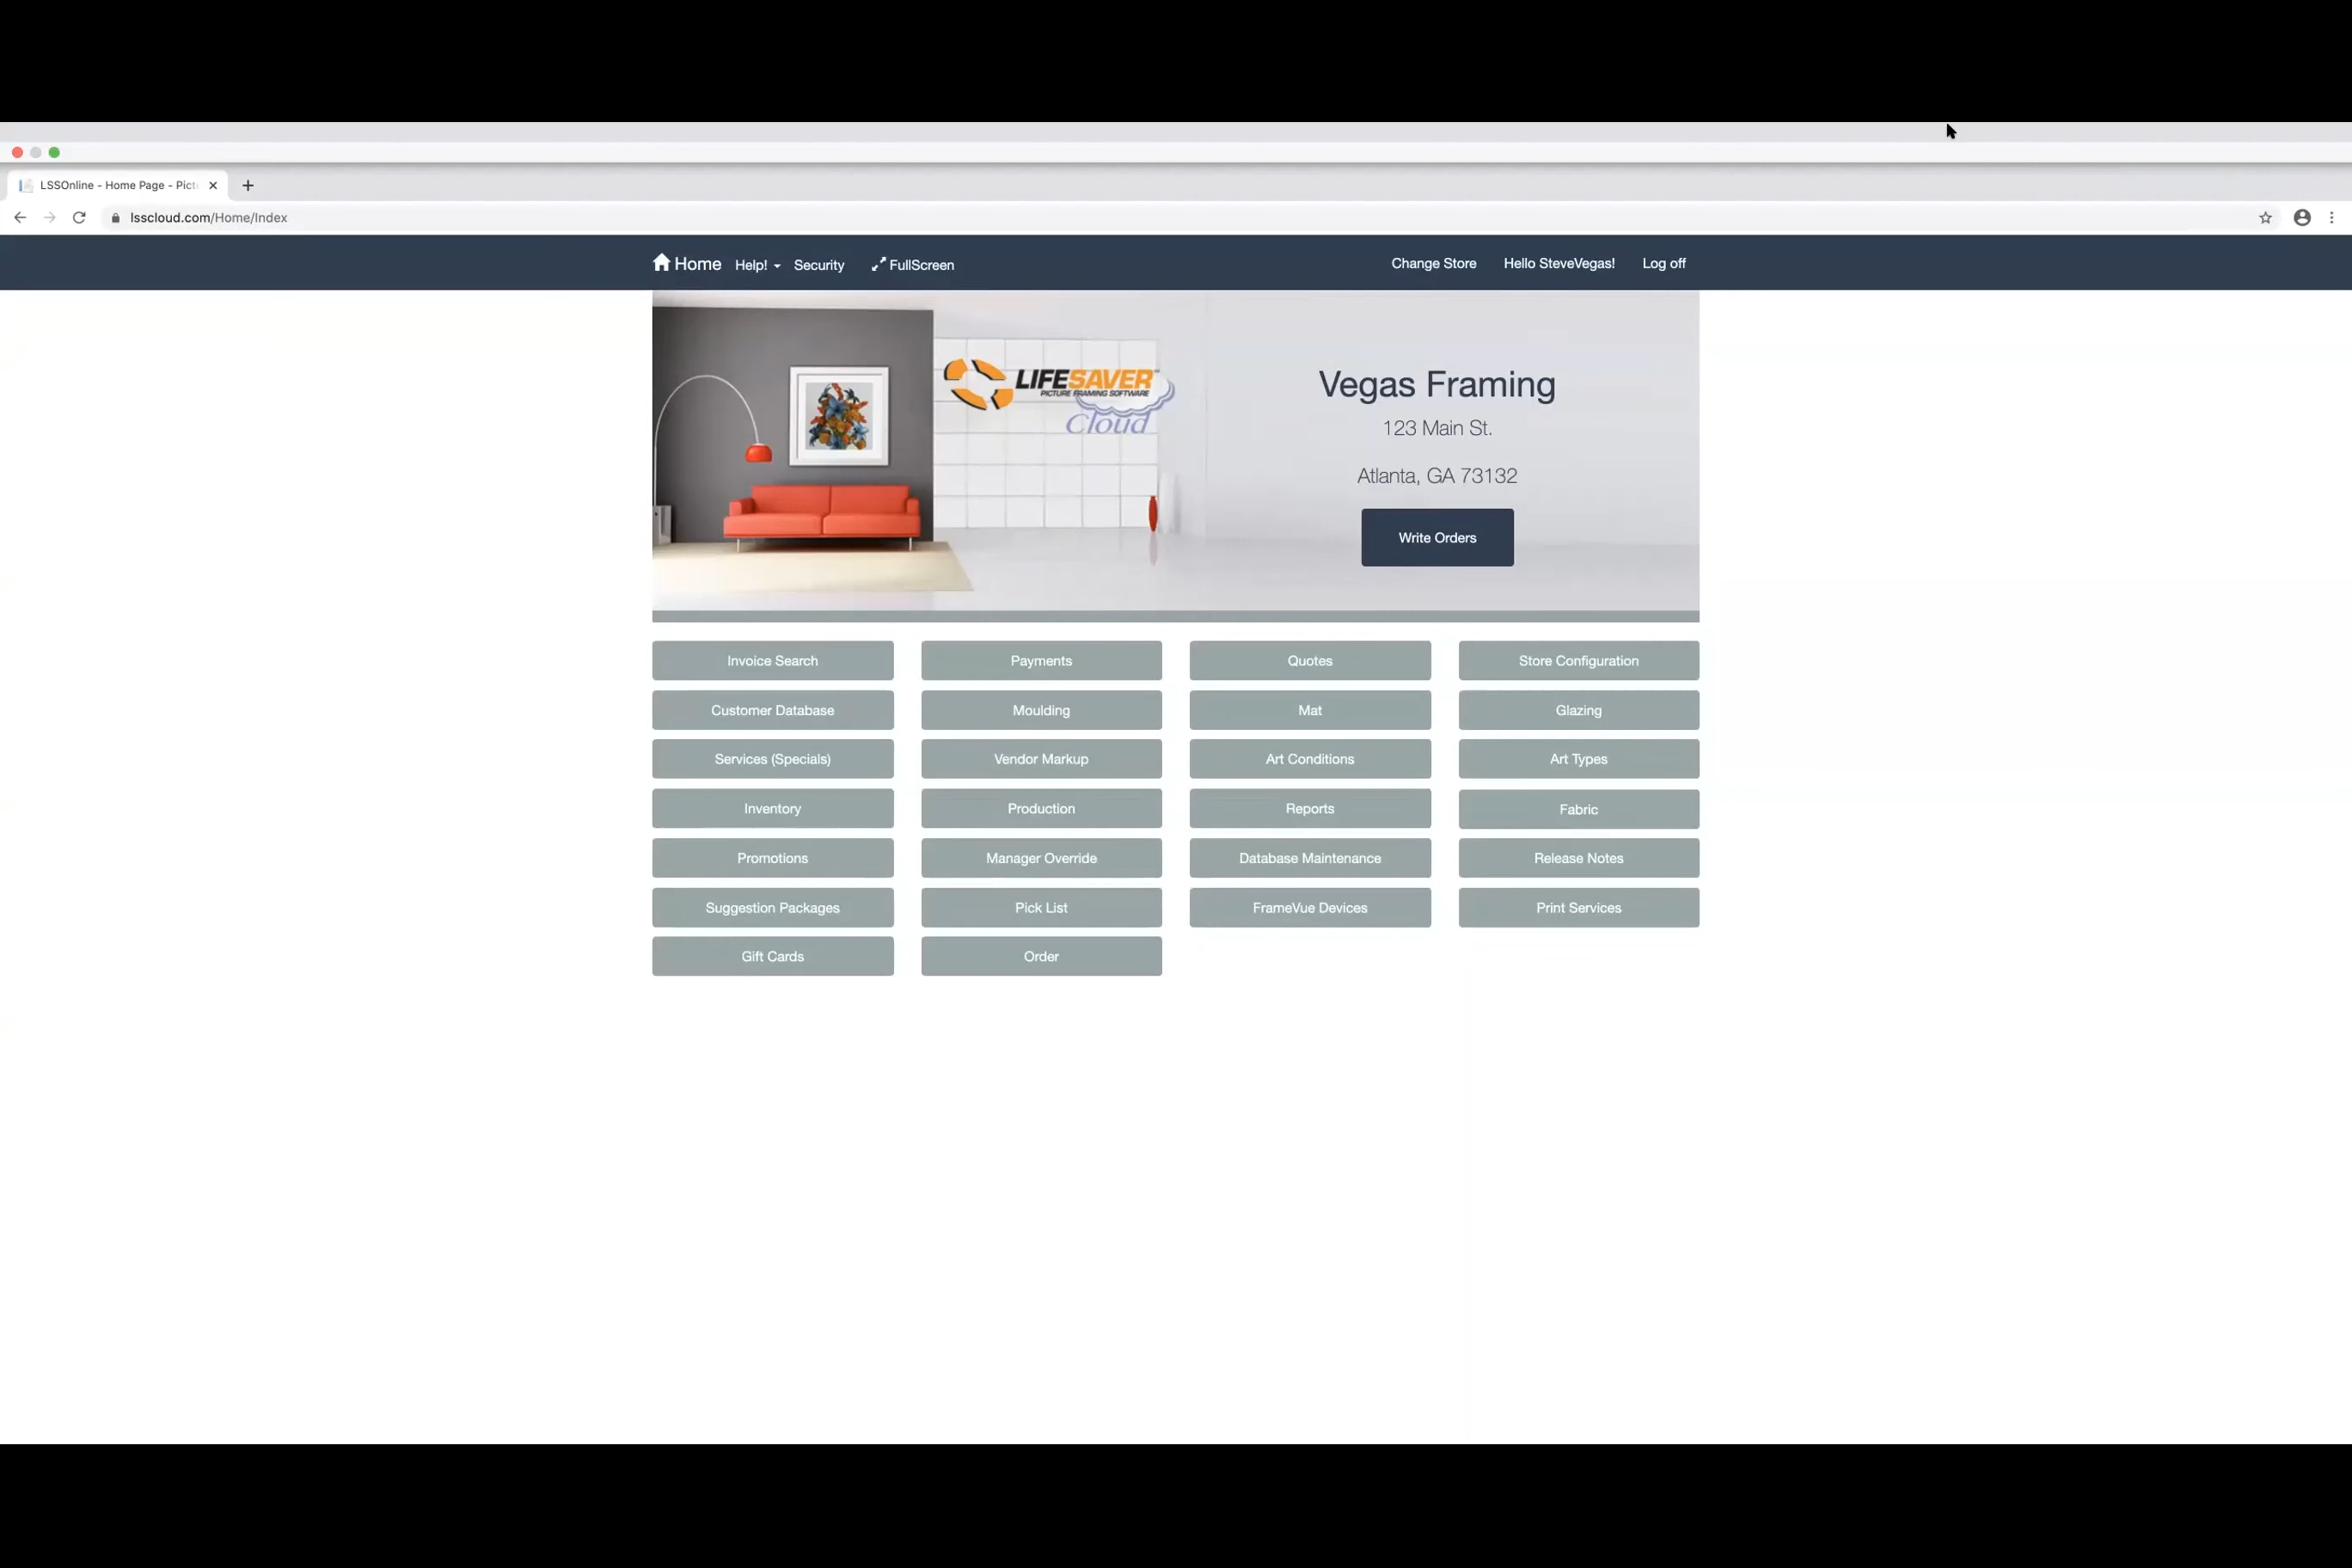 LSSOnline - Home Page - Pict
lsscloud.com/Home/Index
Home Help! Security FullScreen Change Store Hello SteveVegas! Log off
LIFESAVER
PICTURE FRAMING SOFTWARE
Cloud
Vegas Framing
123 Main St.
Atlanta, GA 73132
Write Orders
Invoice Search Payments Quotes Store Configuration
Customer Database Moulding Mat Glazing
Services (Specials) Vendor Markup Art Conditions Art Types
Inventory Production Reports Fabric
Promotions Manager Override Database Maintenance Release Notes
Suggestion Packages Pick List FrameVue Devices Print Services
Gift Cards Order